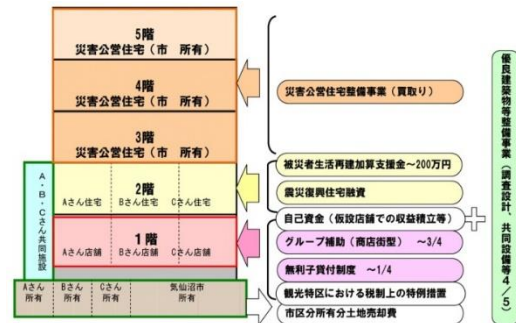 5階
災害公営住宅(市　所有)
4階
災害公営住宅(市　所有)
3階
災害公営住宅(市　所有)
2階
Aさん住宅
Bさん住宅
Cさん住宅
1階
Aさん店舗
Bさん店舗
Cさん店舗
A・B・Cさん共同施設
Aさん
所有
Bさん
所有
Cさん
所有
気仙沼市
所有
災害公営住宅整備事業(買取り)
被災者生活再建加算支援金～200万円
震災復興住宅融資
自己資金(仮設店舗での収益積立等)
グループ補助(商店街型)　～3/4
無利子貸付制度　～1/4
観光特区における税制上の特例措置
市区分所有分土地売却費
優良建築物等整備事業(調査設計、共同設備等4/5)